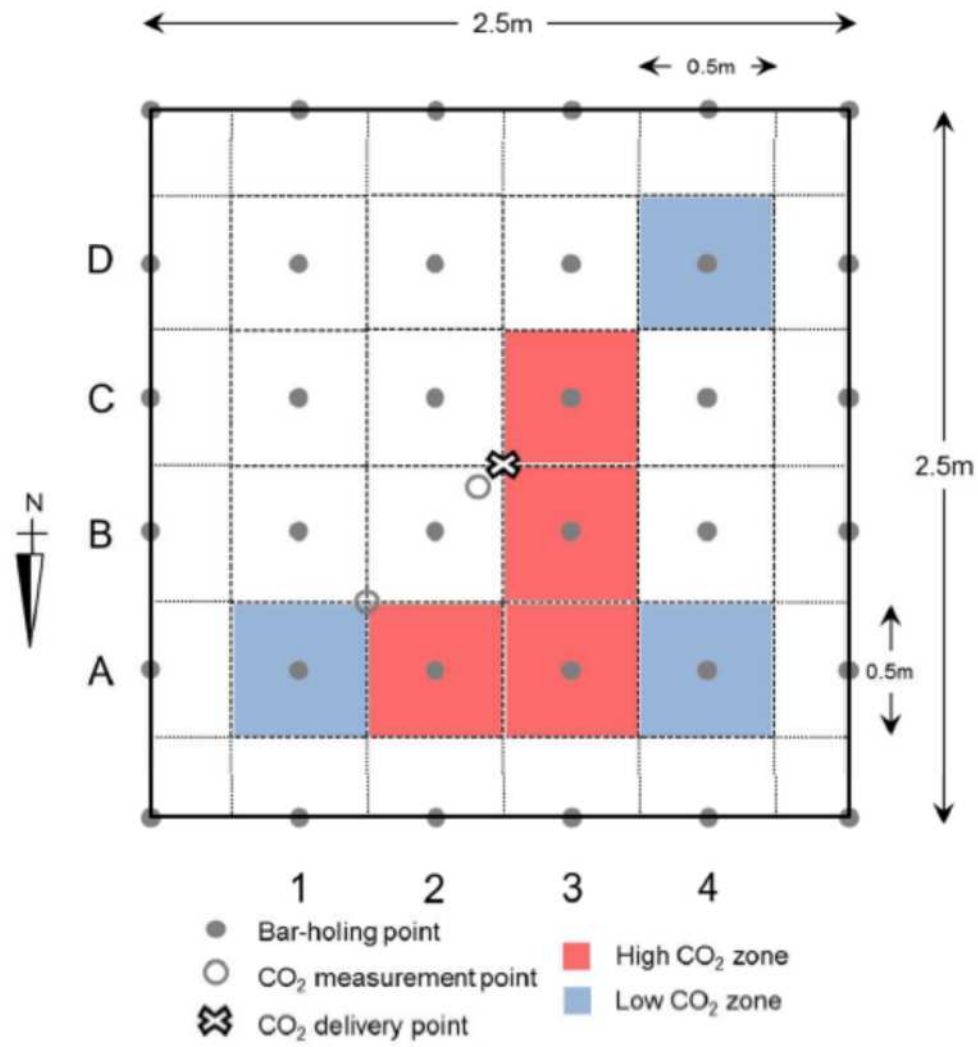 2.5m
0.5m
D
C
2.5m
N
B
A
0.5m
1 2 3 4
Bar-holing point
CO₂ measurement point
CO₂ delivery point
High CO₂ zone
Low CO₂ zone